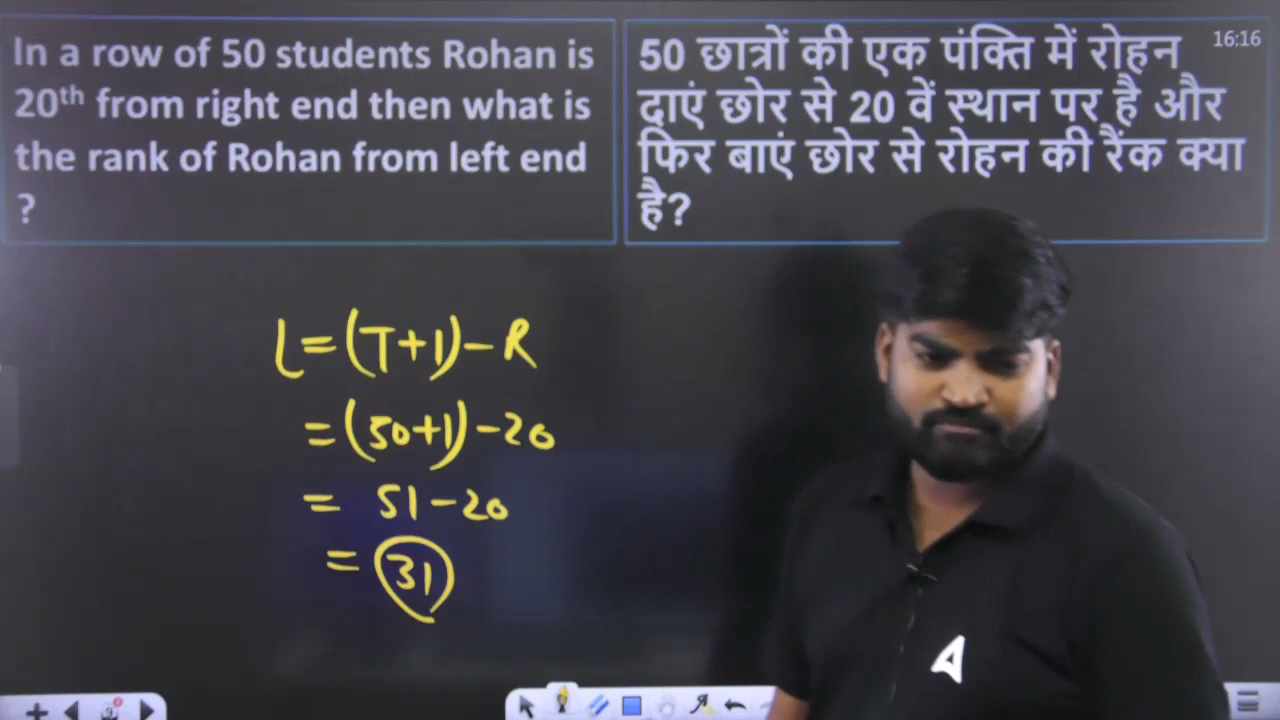 In a row of 50 students Rohan is
20th from right end then what is
the rank of Rohan from left end
?
50 छात्रों की एक पंक्ति में रोहन
दाएं छोर से 20 वें स्थान पर है और
फिर बाएं छोर से रोहन की रैंक क्या
है?
16:16
L=(T+1)-R
=(50+1)-20
= 51-20
= 31